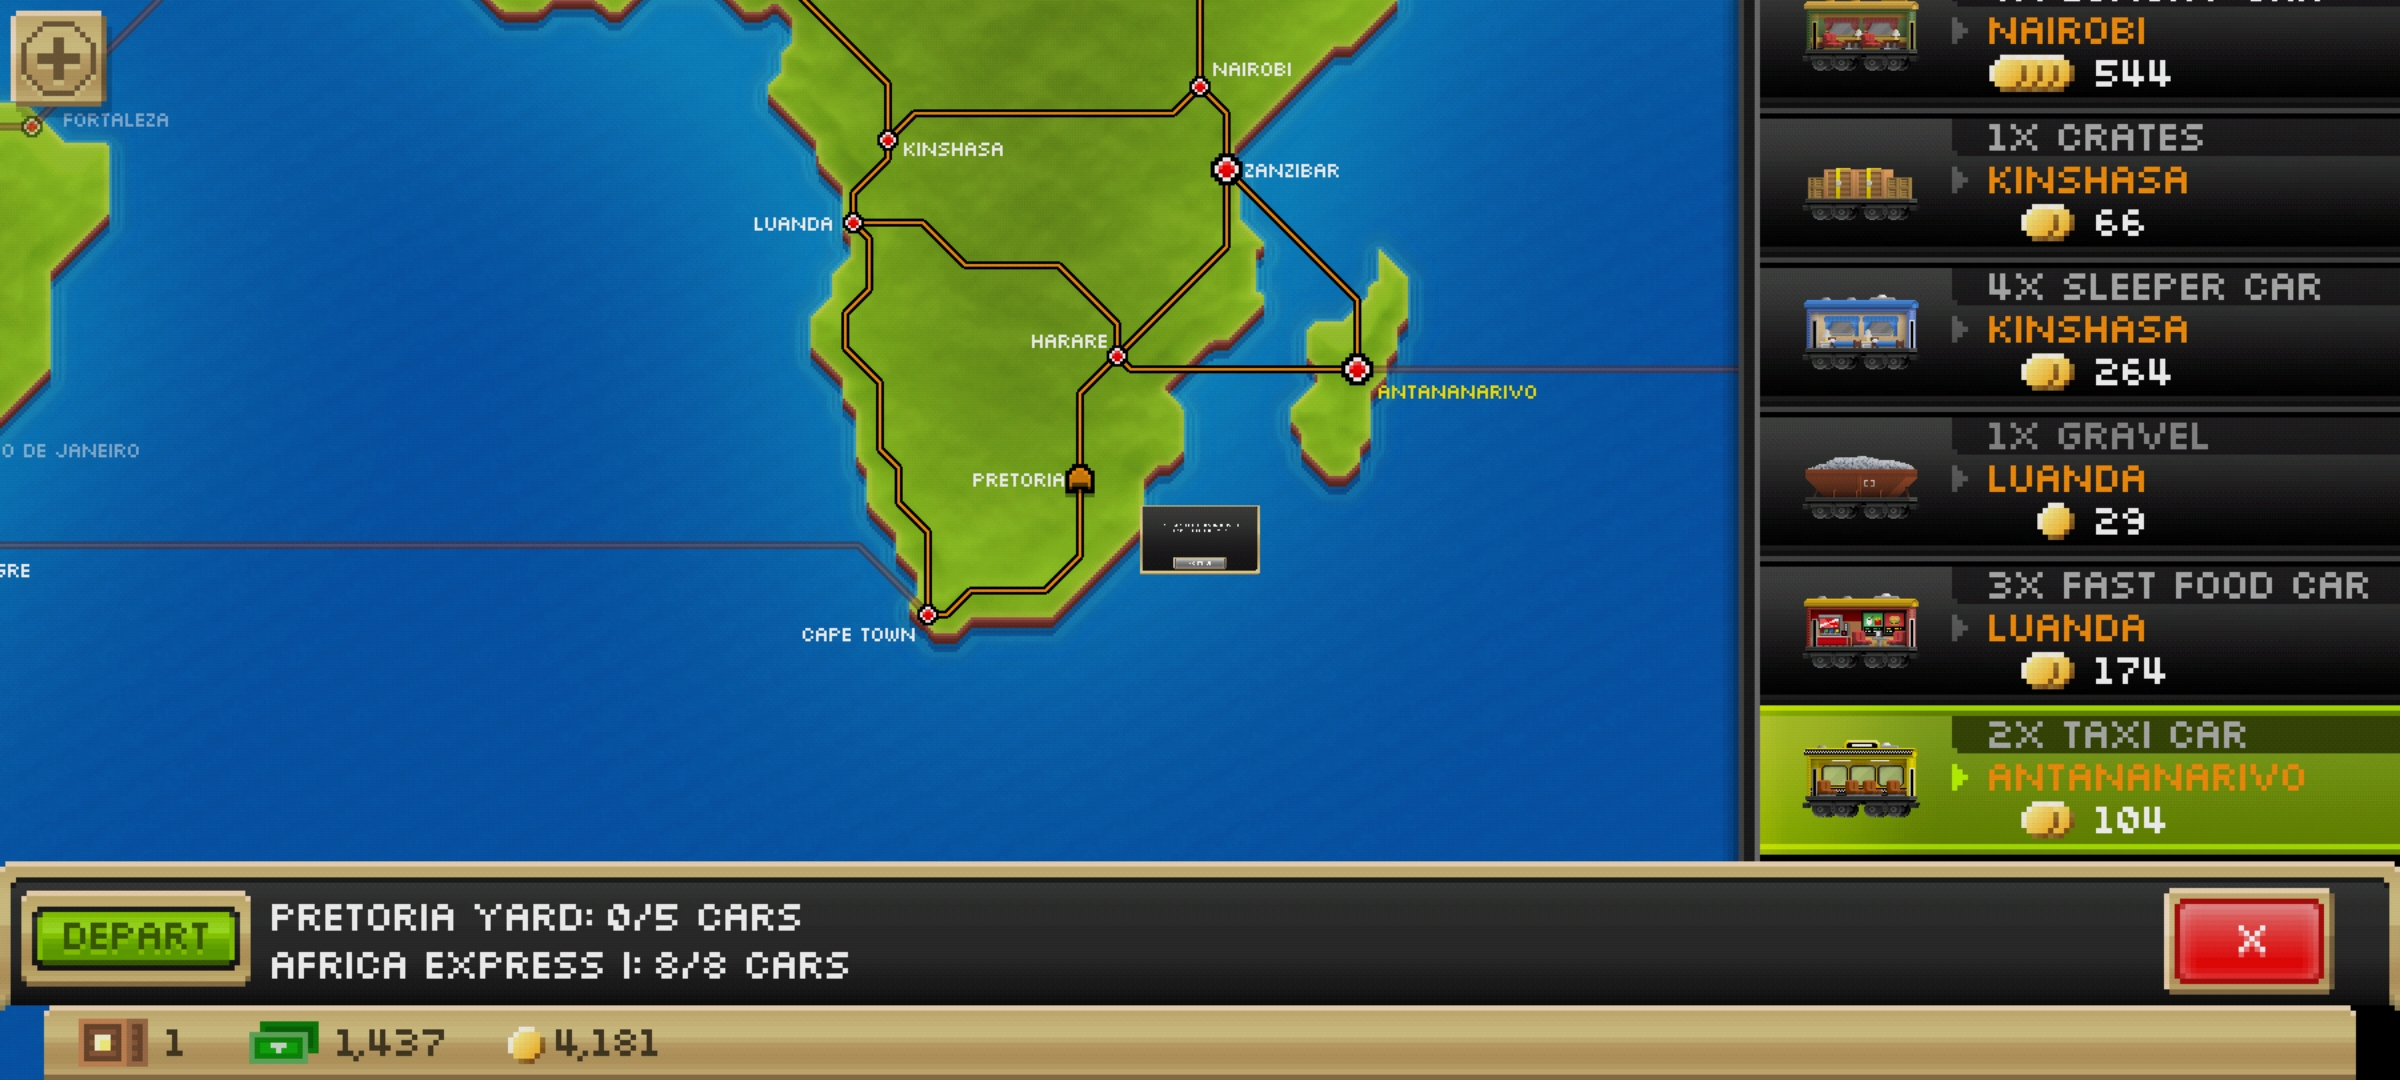 NAIROBI
544
1X CRATES
KINSHASA
66
4X SLEEPER CAR
KINSHASA
264
1X GRAVEL
LUANDA
29
3X FAST FOOD CAR
LUANDA
174
2X TAXI CAR
ANTANANARIVO
104
FORTALEZA
NAIROBI
KINSHASA
ZANZIBAR
LUANDA
HARARE
ANTANANARIVO
O DE JANEIRO
PRETORIA
GRE
CAPE TOWN
DEPART
PRETORIA YARD: 0/5 CARS
AFRICA EXPRESS I: 8/8 CARS
X
1
1,437
4,181